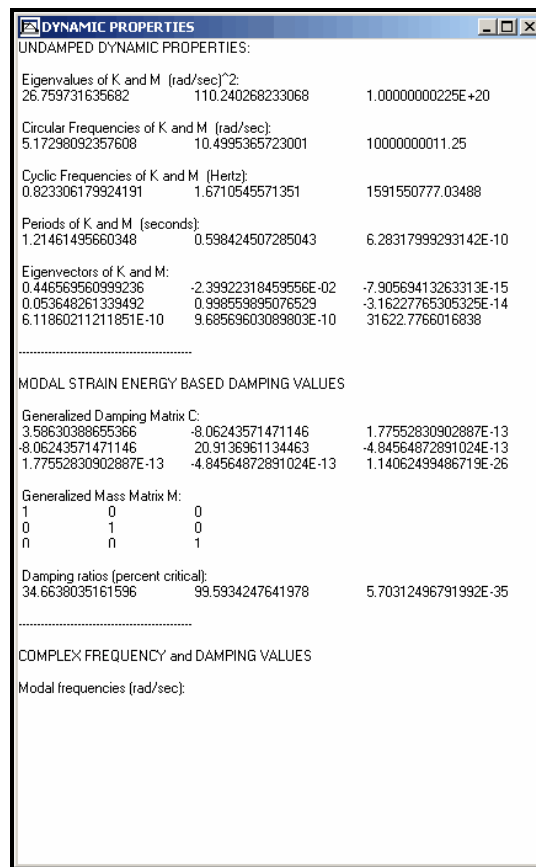 DYNAMIC PROPERTIES
UNDAMPED DYNAMIC PROPERTIES:
Eigenvalues of K and M (rad/sec)^2:
26.759731635682 110.240268233068 1.00000000225E+20
Circular Frequencies of K and M (rad/sec):
5.17298092357608 10.4995365723001 10000000011.25
Cyclic Frequencies of K and M (Hertz):
0.823306179924191 1.6710545571351 1591550777.03488
Periods of K and M (seconds):
1.21461495660348 0.598424507285043 6.28317999293142E-10
Eigenvectors of K and M:
0.446569560999236 -2.39922318459556E-02 -7.90569413263313E-15
0.053648261339492 0.998559895076529 -3.16227765305325E-14
6.11860211211851E-10 9.68569603089803E-10 31622.7766016838
----------------------------------------------
MODAL STRAIN ENERGY BASED DAMPING VALUES
Generalized Damping Matrix C:
3.58630388655366 -8.06243571471146 1.77552830902887E-13
-8.06243571471146 20.9136961134463 -4.84564872891024E-13
1.77552830902887E-13 -4.84564872891024E-13 1.14062499486719E-26
Generalized Mass Matrix M:
1 0 0
0 1 0
0 0 1
Damping ratios (percent critical):
34.6638035161596 99.5934247641978 5.70312496791992E-35
----------------------------------------------
COMPLEX FREQUENCY and DAMPING VALUES
Modal frequencies (rad/sec):